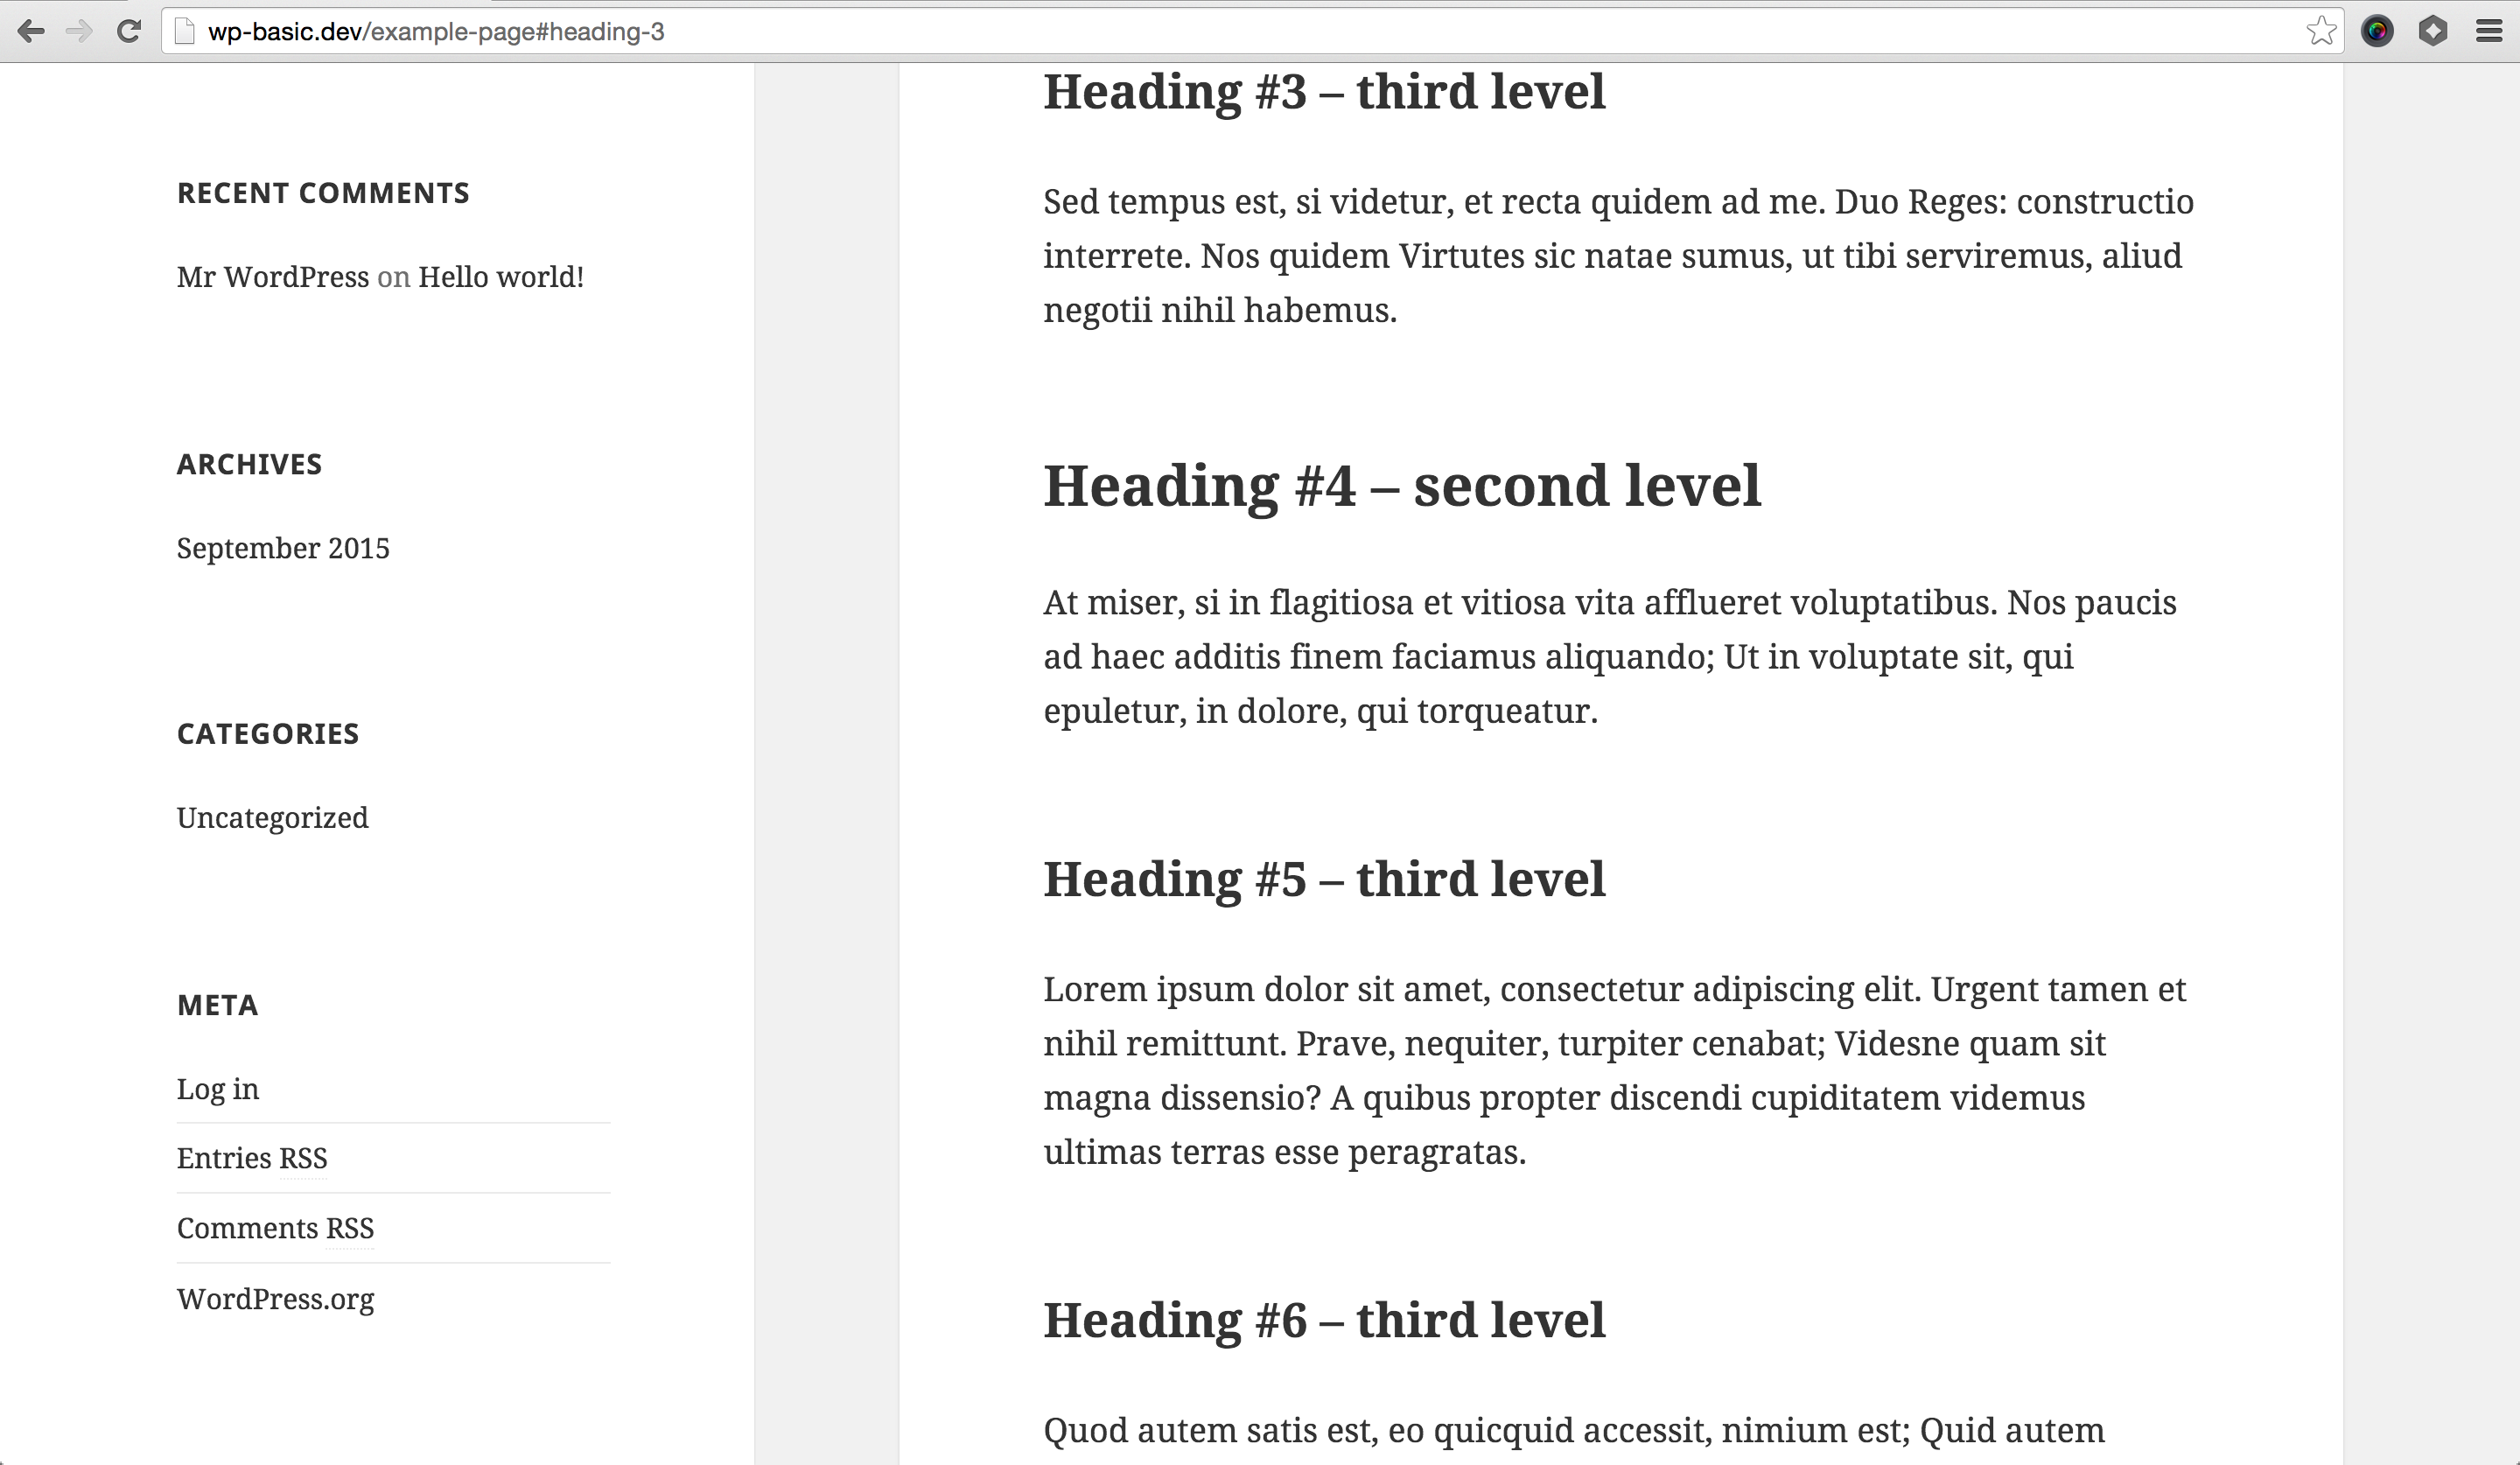 wp-basic.dev/example-page#heading-3
RECENT COMMENTS
Mr WordPress on Hello world!
ARCHIVES
September 2015
CATEGORIES
Uncategorized
META
Log in
Entries RSS
Comments RSS
WordPress.org
Heading #3 – third level
Sed tempus est, si videtur, et recta quidem ad me. Duo Reges: constructio
interrete. Nos quidem Virtutes sic natae sumus, ut tibi serviremus, aliud
negotii nihil habemus.
Heading #4 – second level
At miser, si in flagitiosa et vitiosa vita afflueret voluptatibus. Nos paucis
ad haec additis finem faciamus aliquando; Ut in voluptate sit, qui
epuletur, in dolore, qui torqueatur.
Heading #5 – third level
Lorem ipsum dolor sit amet, consectetur adipiscing elit. Urgent tamen et
nihil remittunt. Prave, nequiter, turpiter cenabat; Videsne quam sit
magna dissensio? A quibus propter discendi cupiditatem videmus
ultimas terras esse peragratas.
Heading #6 – third level
Quod autem satis est, eo quicquid accessit, nimium est; Quid autem